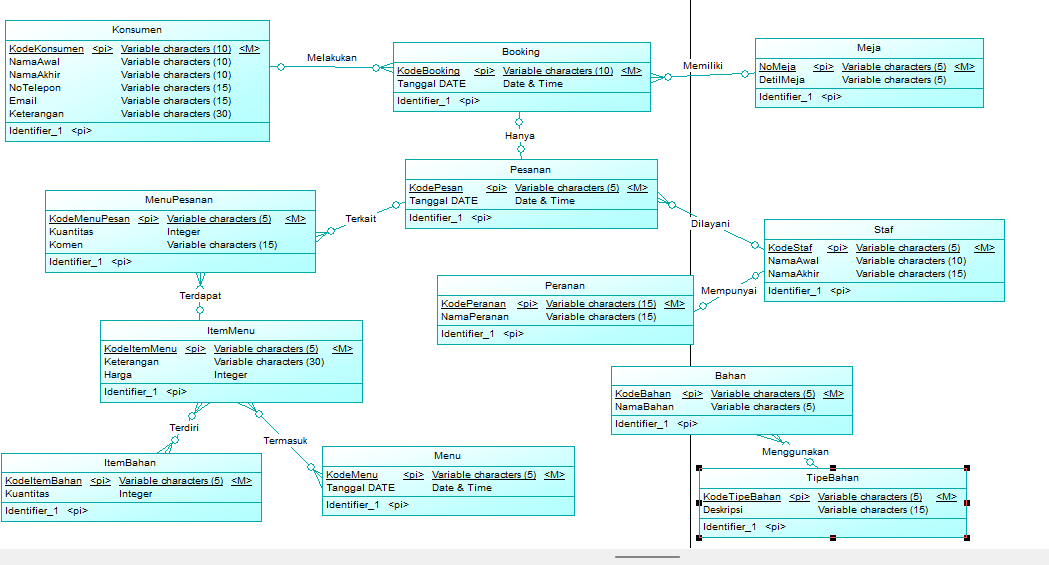 Konsumen
KodeKonsumen <pi> Variable characters (10) <M>
NamaAwal Variable characters (10)
NamaAkhir Variable characters (10)
NoTelepon Variable characters (15)
Email Variable characters (15)
Keterangan Variable characters (30)
Identifier_1 <pi>
Melakukan
Booking
KodeBooking <pi> Variable characters (10) <M>
Tanggal DATE Date & Time
Identifier_1 <pi>
Memiliki
Meja
NoMeja <pi> Variable characters (5) <M>
DetilMeja Variable characters (5)
Identifier_1 <pi>
Hanya
Pesanan
KodePesan <pi> Variable characters (5) <M>
Tanggal DATE Date & Time
Identifier_1 <pi>
MenuPesanan
KodeMenuPesan <pi> Variable characters (5) <M>
Kuantitas Integer
Komen Variable characters (15)
Identifier_1 <pi>
Terkait
Dilayani
Staf
KodeStaf <pi> Variable characters (5) <M>
NamaAwal Variable characters (10)
NamaAkhir Variable characters (15)
Identifier_1 <pi>
Peranan
KodePeranan <pi> Variable characters (15) <M>
NamaPeranan Variable characters (15)
Identifier_1 <pi>
Mempunyai
Terdapat
ItemMenu
KodeItemMenu <pi> Variable characters (5) <M>
Keterangan Variable characters (30)
Harga Integer
Identifier_1 <pi>
Bahan
KodeBahan <pi> Variable characters (5) <M>
NamaBahan Variable characters (5)
Identifier_1 <pi>
Terdiri
Termasuk
Menggunakan
ItemBahan
KodeItemBahan <pi> Variable characters (5) <M>
Kuantitas Integer
Identifier_1 <pi>
Menu
KodeMenu <pi> Variable characters (5) <M>
Tanggal DATE Date & Time
Identifier_1 <pi>
TipeBahan
KodeTipeBahan <pi> Variable characters (5) <M>
Deskripsi Variable characters (15)
Identifier_1 <pi>